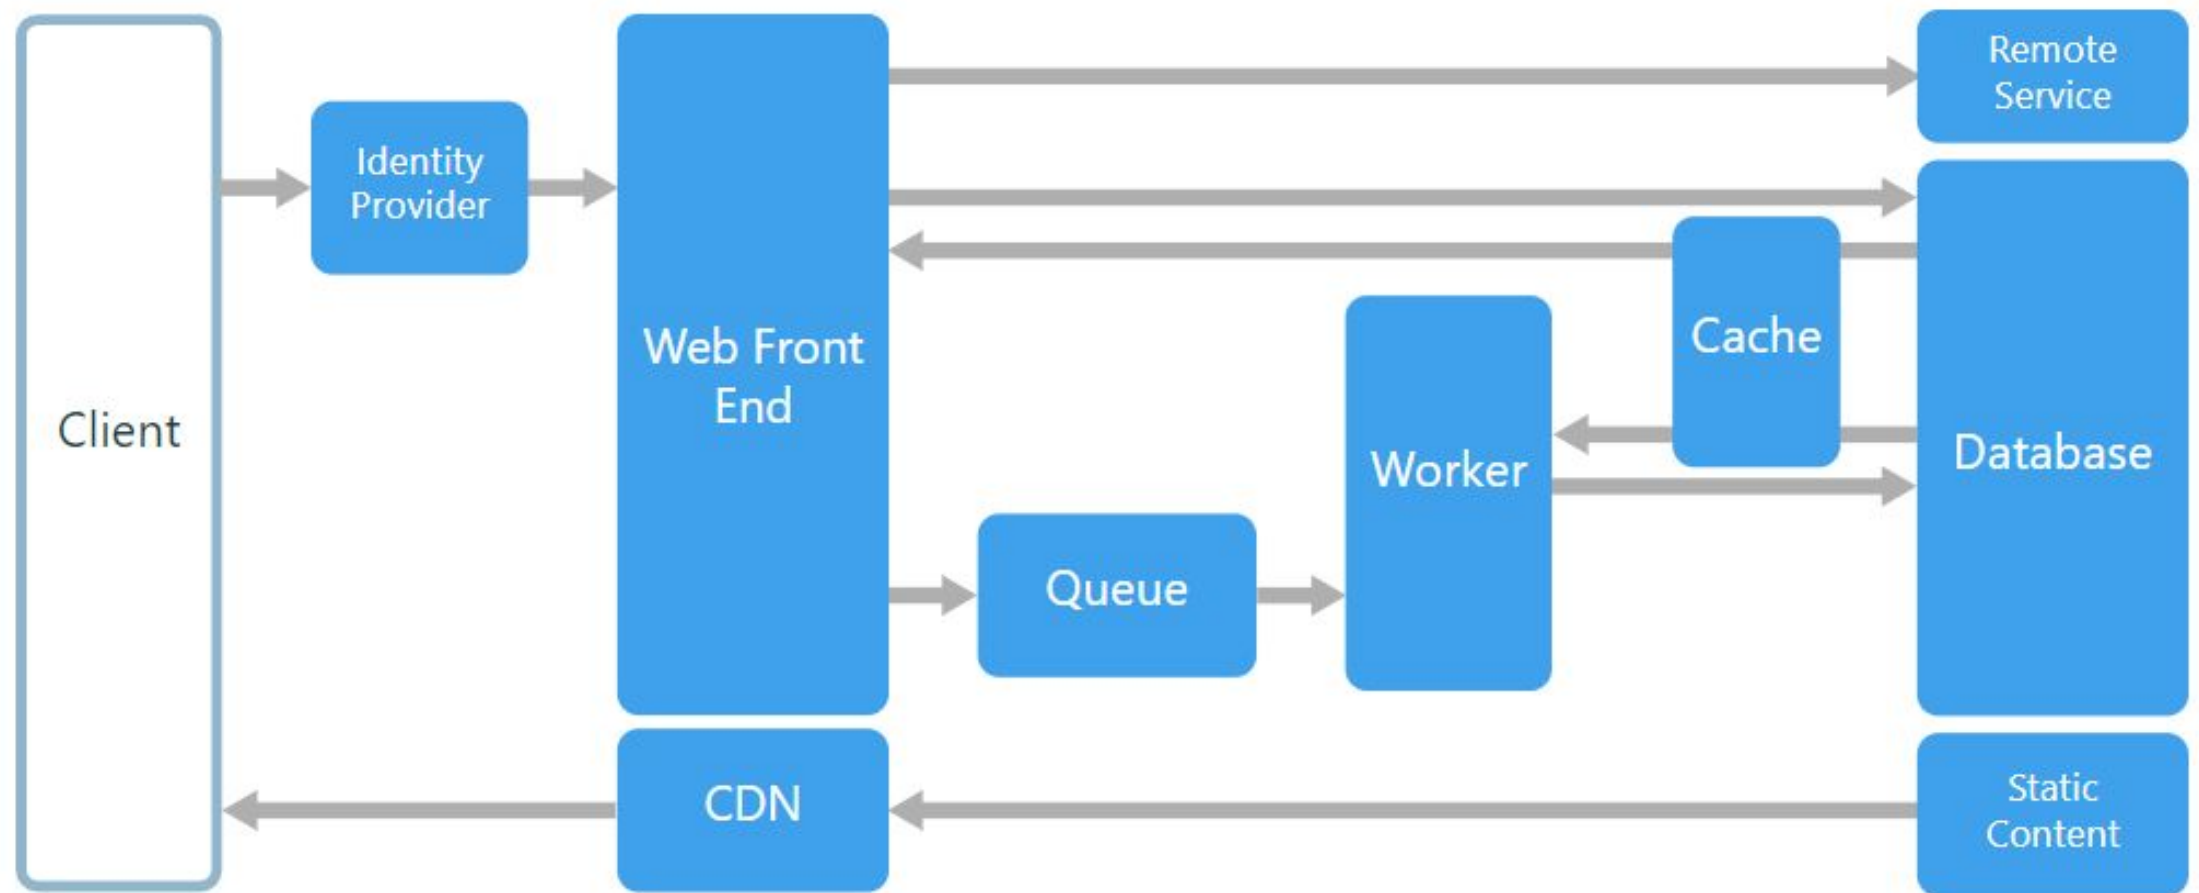 Remote
Service
Identity
Provider
Web Front
End
Cache
Client
Worker
Database
Queue
CDN
Static
Content